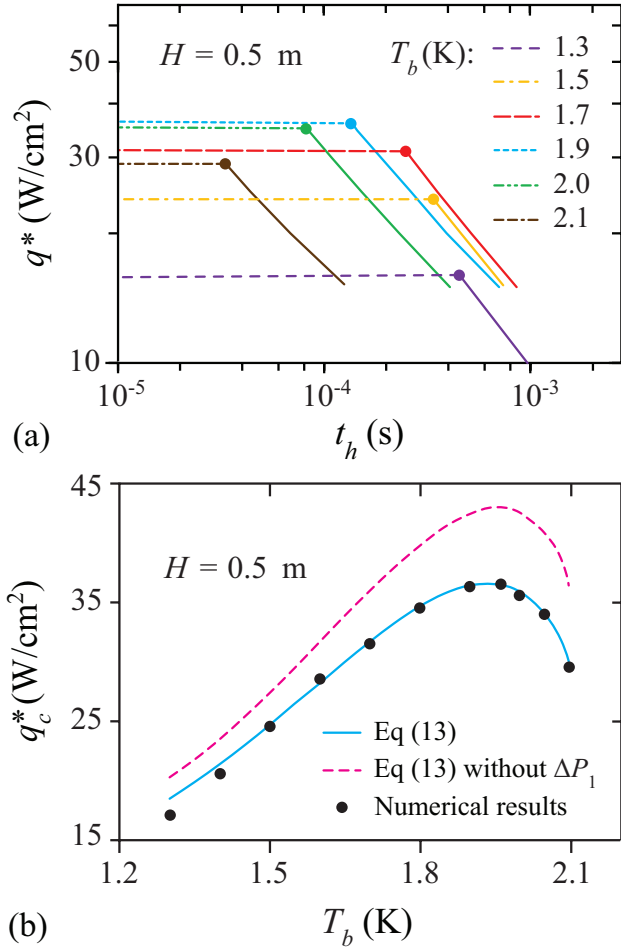 H = 0.5 m
T_b (K):
1.3
1.5
1.7
1.9
2.0
2.1
50
30
10
q* (W/cm²)
10⁻⁵ 10⁻⁴ 10⁻³
(a) t_h (s)
45
35
25
15
H = 0.5 m
q*_c (W/cm²)
Eq (13)
Eq (13) without ΔP₁
Numerical results
1.2 1.5 1.8 2.1
(b) T_b (K)